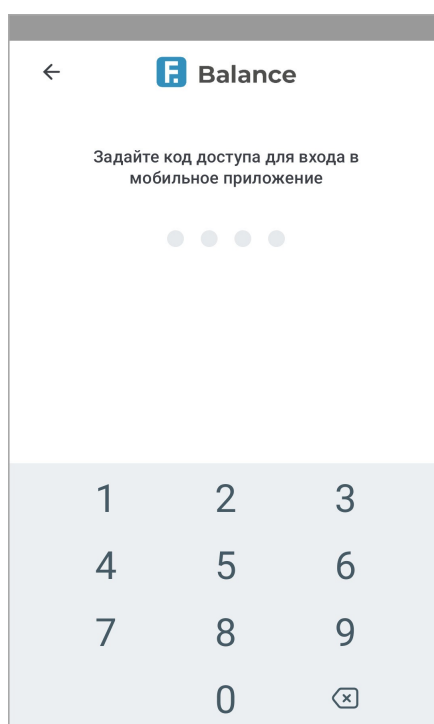 F. Balance
Задайте код доступа для входа в
мобильное приложение
1 2 3
4 5 6
7 8 9
0